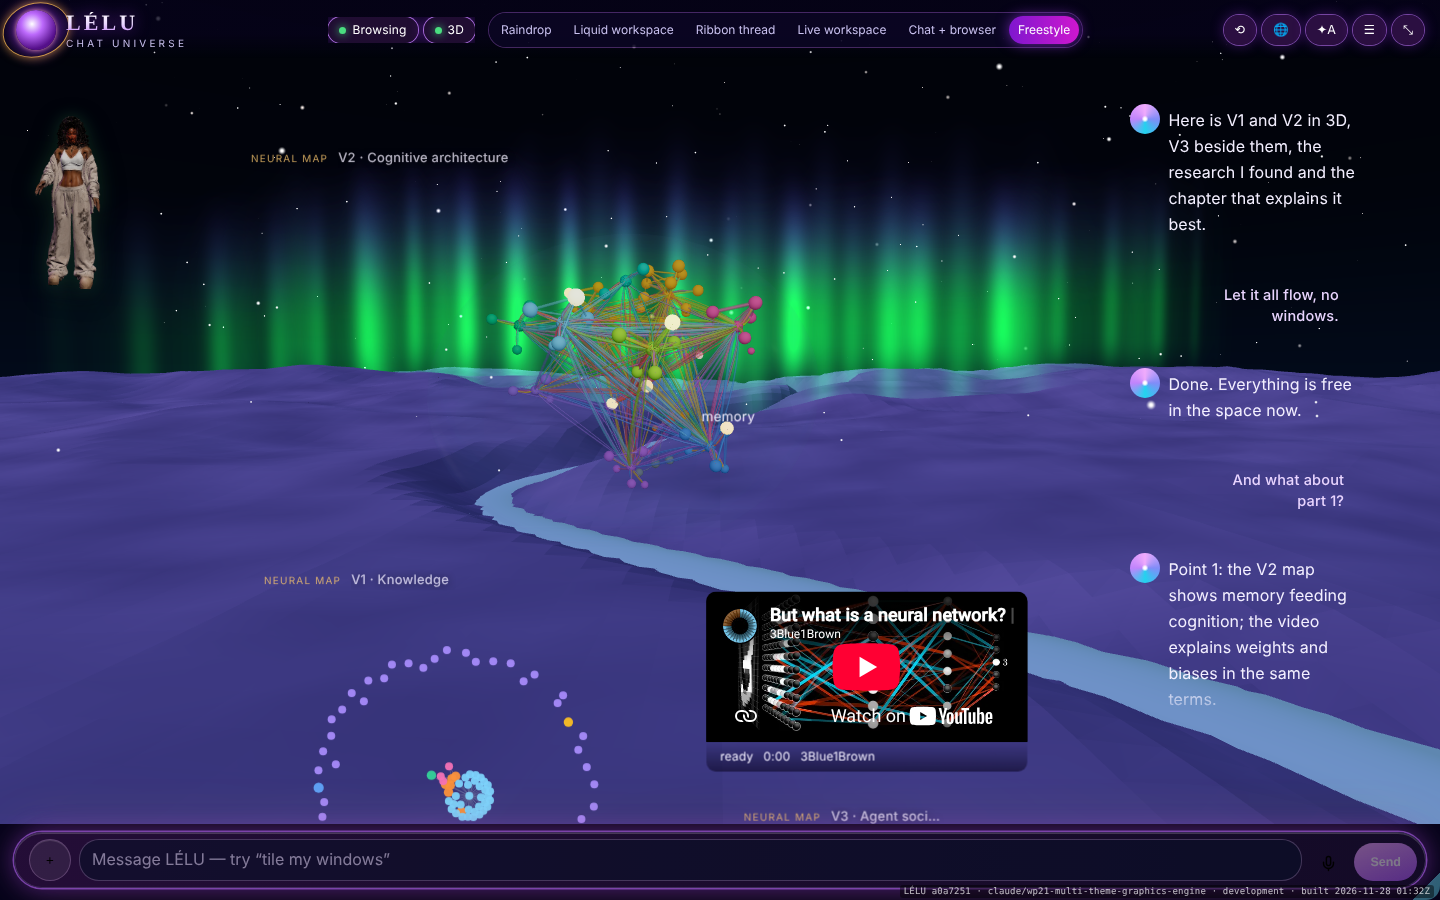 LÉLU
CHAT UNIVERSE
Browsing
3D
Raindrop
Liquid workspace
Ribbon thread
Live workspace
Chat + browser
Freestyle
✦A
NEURAL MAP V2 · Cognitive architecture
Here is V1 and V2 in 3D,
V3 beside them, the
research I found and the
chapter that explains it
best.
Let it all flow, no
windows.
Done. Everything is free
in the space now.
memory
And what about
part 1?
Point 1: the V2 map
shows memory feeding
cognition; the video
explains weights and
biases in the same
terms.
NEURAL MAP V1 · Knowledge
But what is a neural network? |
3Blue1Brown
3
Watch on YouTube
ready 0:00 3Blue1Brown
NEURAL MAP V3 · Agent soci...
+
Message LÉLU — try “tile my windows”
Send
LÉLU a0a7251 · claude/wp21-multi-theme-graphics-engine · development · built 2026-11-28 01:32Z